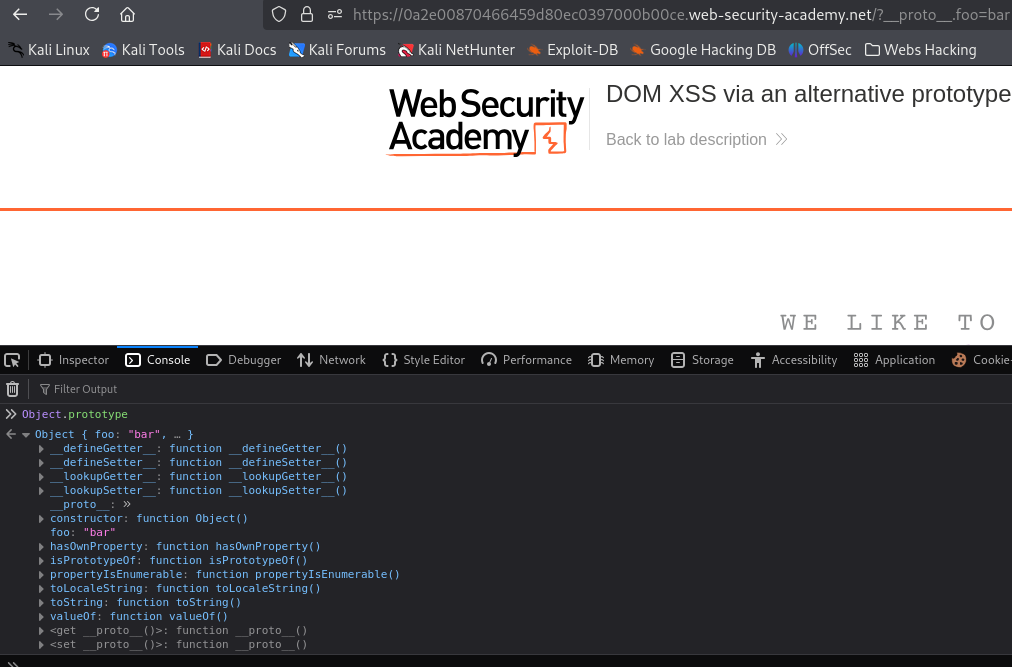 https://0a2e00870466459d80ec0397000b00ce.web-security-academy.net/?__proto__.foo=bar
Kali Linux Kali Tools Kali Docs Kali Forums Kali NetHunter Exploit-DB Google Hacking DB OffSec Webs Hacking
Web Security
Academy
DOM XSS via an alternative prototype
Back to lab description
WE LIKE TO
Inspector Console Debugger Network Style Editor Performance Memory Storage Accessibility Application Cookie
Filter Output
Object.prototype
Object { foo: "bar", … }
__defineGetter__: function __defineGetter__()
__defineSetter__: function __defineSetter__()
__lookupGetter__: function __lookupGetter__()
__lookupSetter__: function __lookupSetter__()
__proto__: »
constructor: function Object()
foo: "bar"
hasOwnProperty: function hasOwnProperty()
isPrototypeOf: function isPrototypeOf()
propertyIsEnumerable: function propertyIsEnumerable()
toLocaleString: function toLocaleString()
toString: function toString()
valueOf: function valueOf()
<get __proto__()>: function __proto__()
<set __proto__()>: function __proto__()